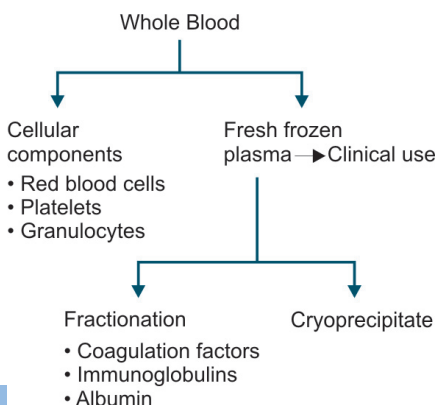 Whole Blood
Cellular
components
• Red blood cells
• Platelets
• Granulocytes
Fresh frozen
plasma → Clinical use
Fractionation
• Coagulation factors
• Immunoglobulins
• Albumin
Cryoprecipitate